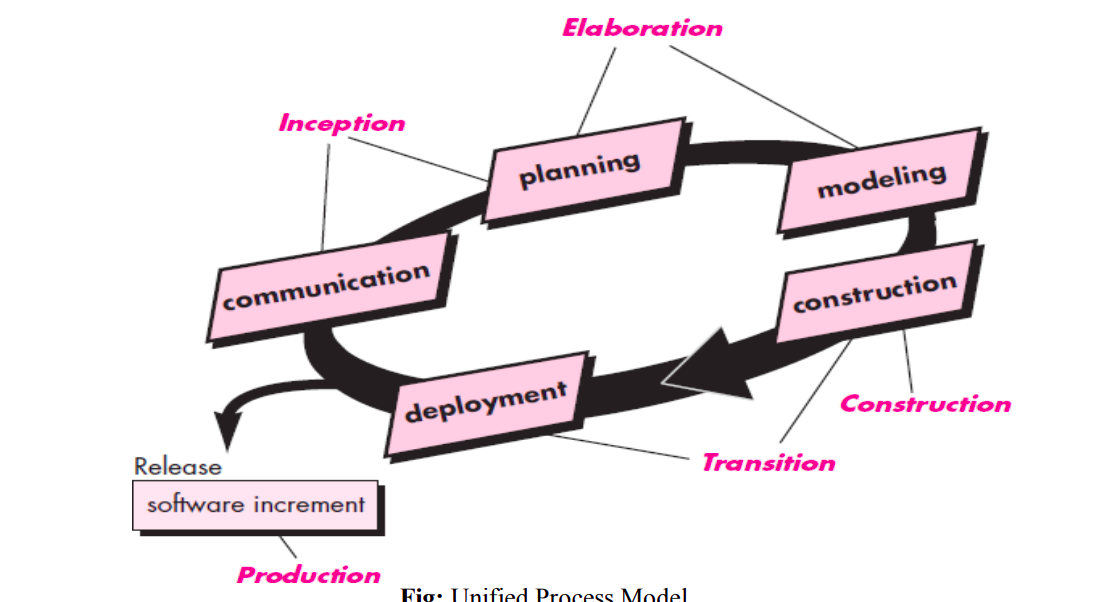 Elaboration
Inception
planning
modeling
communication
construction
deployment
Construction
Transition
Release
software increment
Production
Fig: Unified Process Model